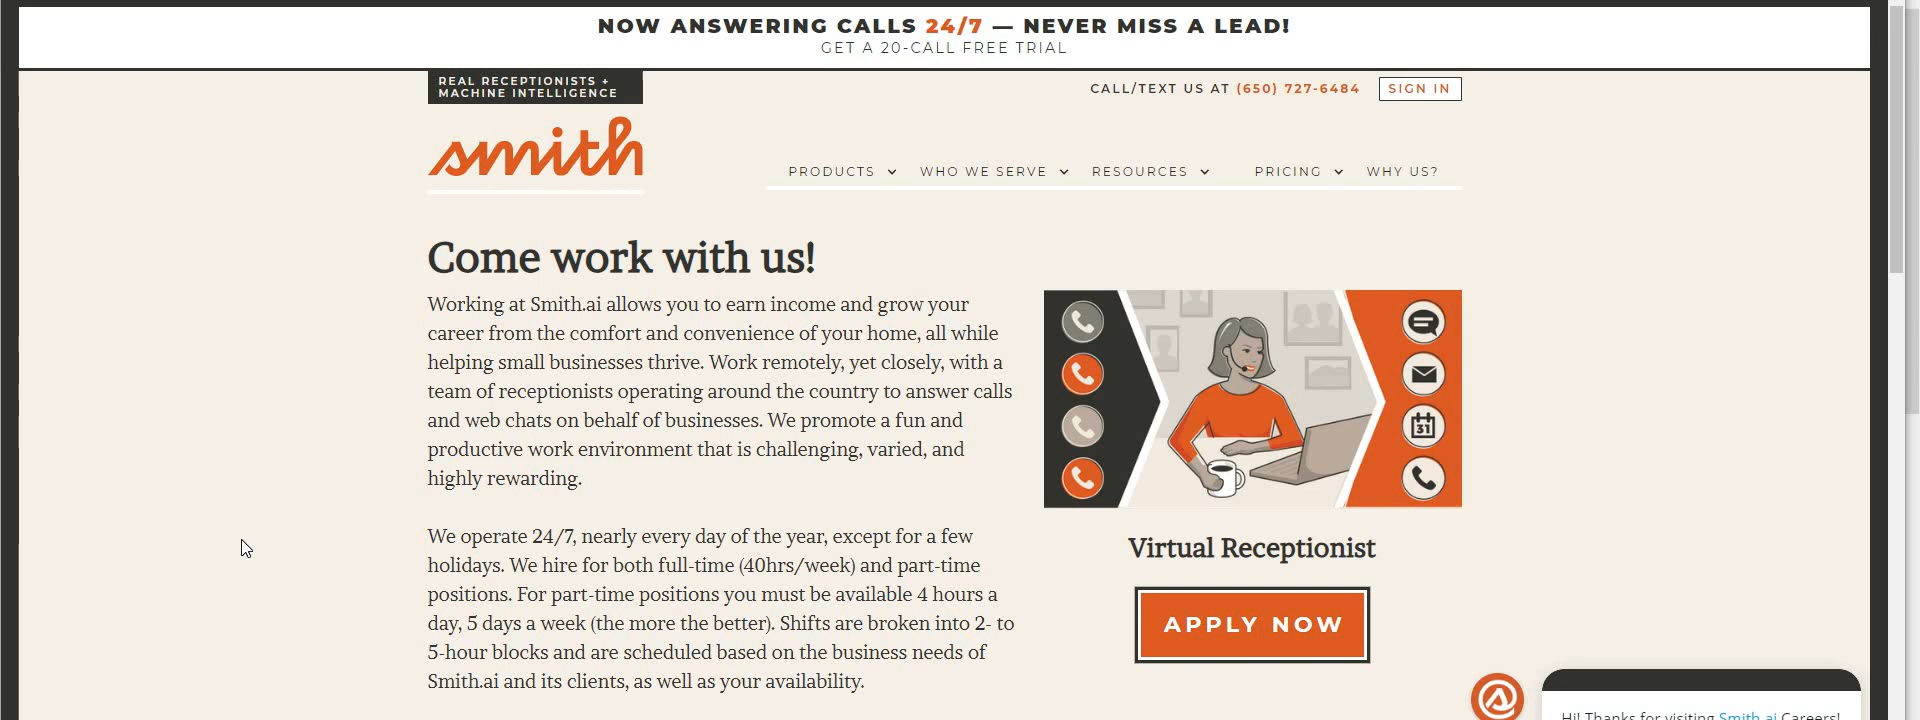 NOW ANSWERING CALLS 24/7 — NEVER MISS A LEAD!
GET A 20-CALL FREE TRIAL
REAL RECEPTIONISTS +
MACHINE INTELLIGENCE
CALL/TEXT US AT (650) 727-6484
SIGN IN
smith
PRODUCTS
WHO WE SERVE
RESOURCES
PRICING
WHY US?
Come work with us!
Working at Smith.ai allows you to earn income and grow your
career from the comfort and convenience of your home, all while
helping small businesses thrive. Work remotely, yet closely, with a
team of receptionists operating around the country to answer calls
and web chats on behalf of businesses. We promote a fun and
productive work environment that is challenging, varied, and
highly rewarding.
We operate 24/7, nearly every day of the year, except for a few
holidays. We hire for both full-time (40hrs/week) and part-time
positions. For part-time positions you must be available 4 hours a
day, 5 days a week (the more the better). Shifts are broken into 2- to
5-hour blocks and are scheduled based on the business needs of
Smith.ai and its clients, as well as your availability.
31
Virtual Receptionist
APPLY NOW
Hi! Thanks for visiting Smith.ai Careers!